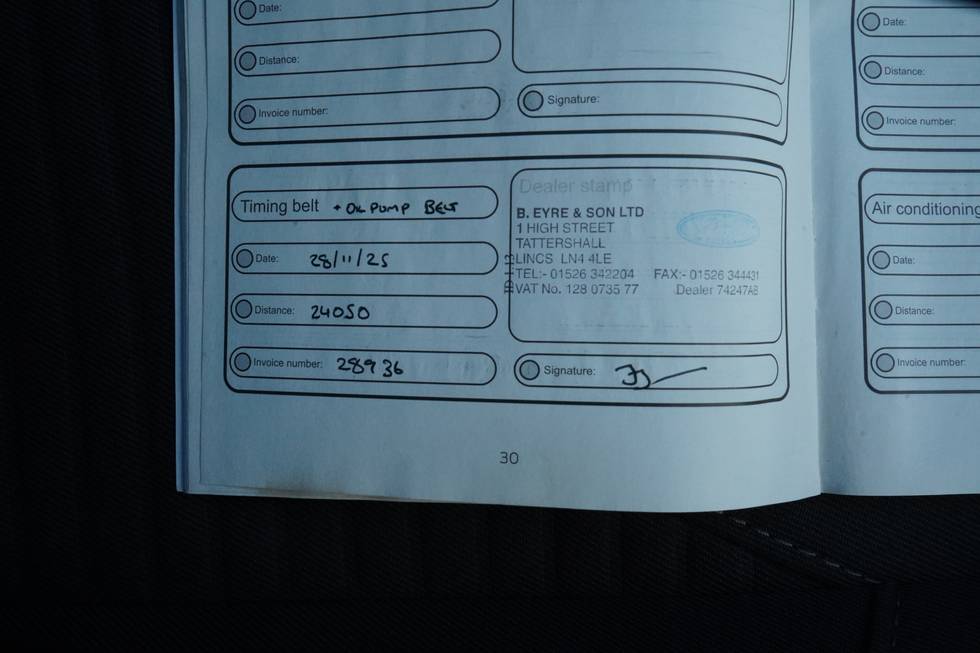 Date:
Distance:
Invoice number:
Signature:
Timing belt + OIL PUMP BELT
Date: 28/11/25
Distance: 24050
Invoice number: 28936
Dealer stamp
B. EYRE & SON LTD
1 HIGH STREET
TATTERSHALL
LINCS LN4 4LE
TEL:- 01526 342204 FAX:- 01526 344431
VAT No. 128 0735 77 Dealer 74247AB
Signature:
30
Date:
Distance:
Invoice number:
Air conditioning
Date:
Distance:
Invoice number: